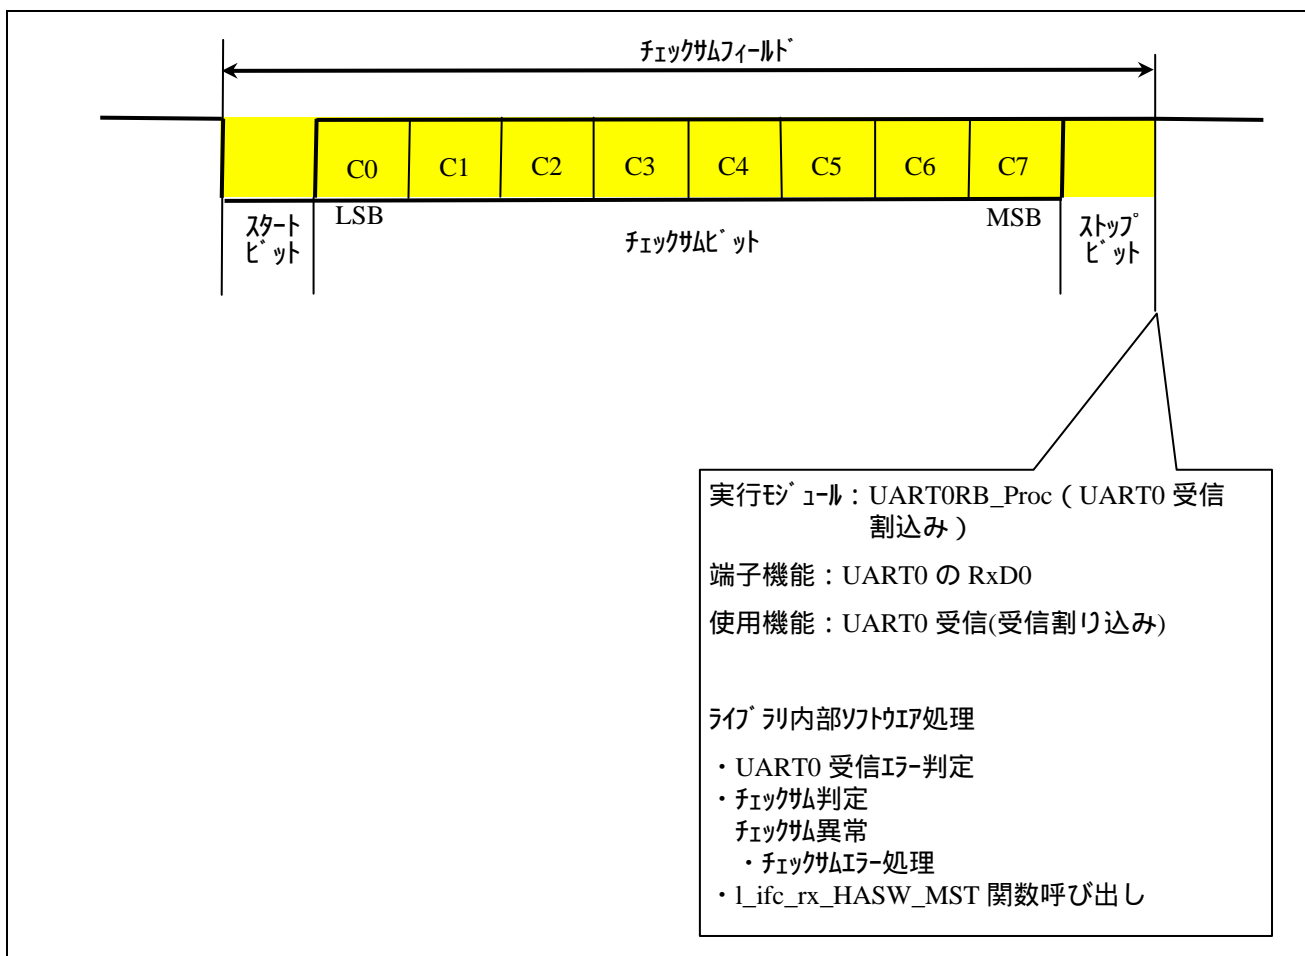 ﾁｪｯｸｻﾑﾌｨｰﾙﾄﾞ
C0 C1 C2 C3 C4 C5 C6 C7
LSB MSB
ｽﾀｰﾄ
ﾋﾞｯﾄ
ﾁｪｯｸｻﾑﾋﾞｯﾄ
ｽﾄｯﾌﾟ
ﾋﾞｯﾄ
実行ﾓｼﾞｭｰﾙ：UART0RB_Proc（UART0 受信
割込み）
端子機能：UART0 の RxD0
使用機能：UART0 受信(受信割り込み)
ﾗｲﾌﾞﾗﾘ内部ｿﾌﾄｳｴｱ処理
・UART0 受信ｴﾗｰ判定
・ﾁｪｯｸｻﾑ判定
ﾁｪｯｸｻﾑ異常
・ﾁｪｯｸｻﾑｴﾗｰ処理
・l_ifc_rx_HASW_MST 関数呼び出し